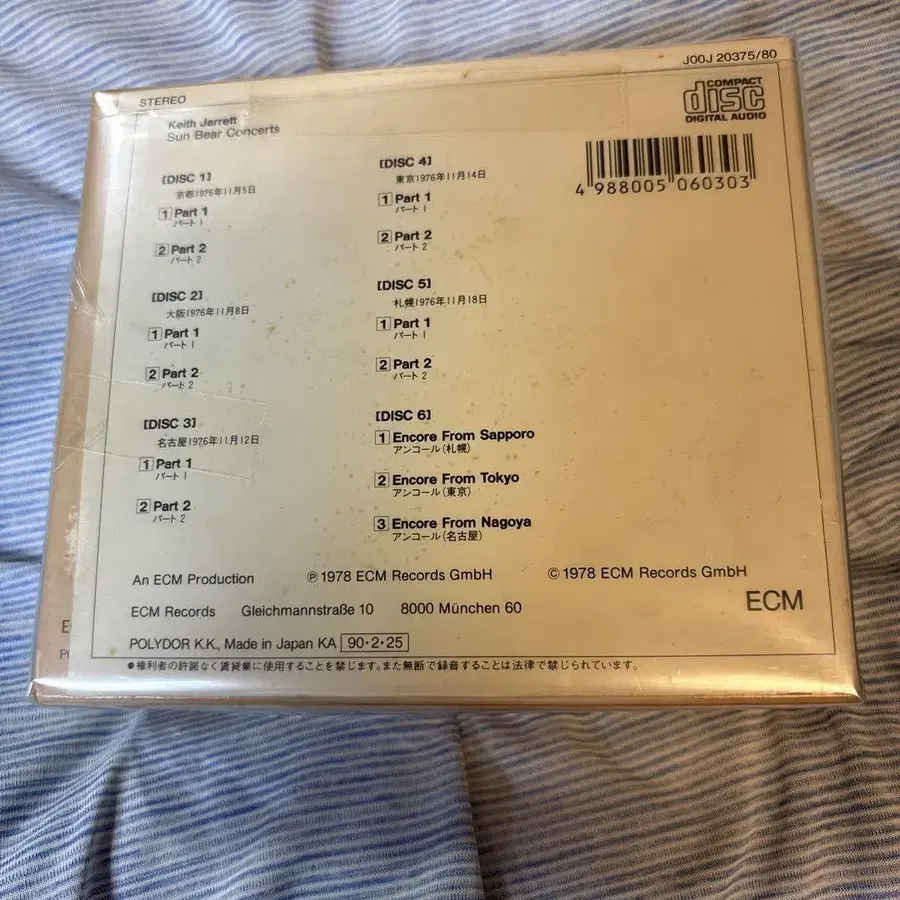 J00J 20375/80
STEREO
COMPACT
disc
DIGITAL AUDIO
Keith Jarrett
Sun Bear Concerts
4 988005 060303
[DISC 1]
京都1976年11月5日
1 Part 1
パート 1
2 Part 2
パート 2
[DISC 2]
大阪1976年11月8日
1 Part 1
パート 1
2 Part 2
パート 2
[DISC 3]
名古屋1976年11月12日
1 Part 1
パート 1
2 Part 2
パート 2
[DISC 4]
東京1976年11月14日
1 Part 1
パート 1
2 Part 2
パート 2
[DISC 5]
札幌1976年11月18日
1 Part 1
パート 1
2 Part 2
パート 2
[DISC 6]
1 Encore From Sapporo
アンコール(札幌)
2 Encore From Tokyo
アンコール(東京)
3 Encore From Nagoya
アンコール(名古屋)
An ECM Production ℗ 1978 ECM Records GmbH © 1978 ECM Records GmbH
ECM Records Gleichmannstraße 10 8000 München 60
ECM
POLYDOR K.K., Made in Japan KA 90・2・25
●権利者の許諾なく賃貸業に使用することを禁じます。また無断で録音することは法律で禁じられています。